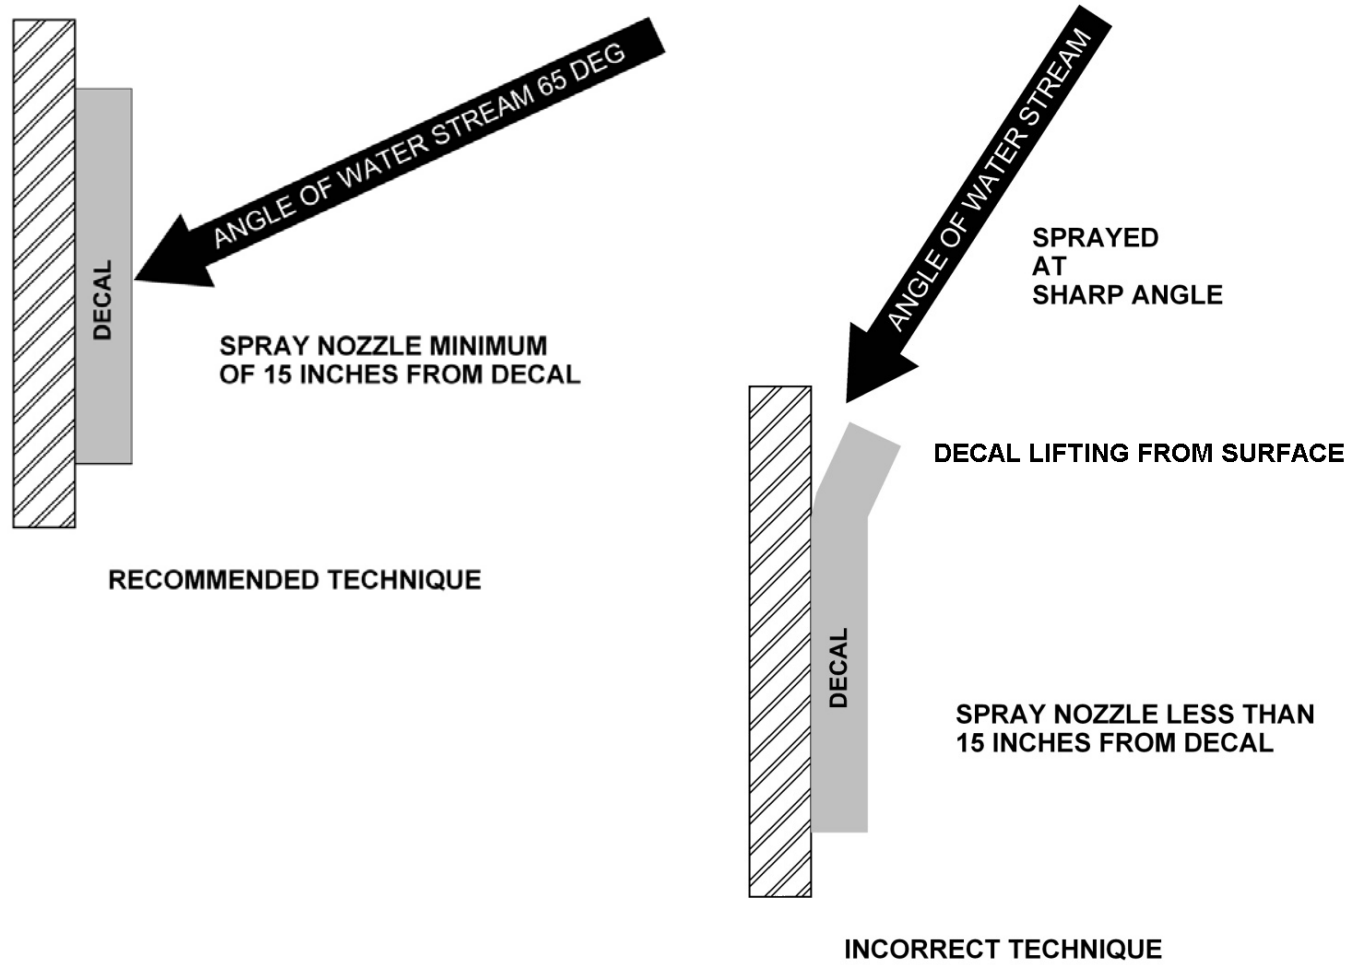 ANGLE OF WATER STREAM 65 DEG
DECAL
SPRAY NOZZLE MINIMUM
OF 15 INCHES FROM DECAL
RECOMMENDED TECHNIQUE
ANGLE OF WATER STREAM
SPRAYED
AT
SHARP ANGLE
DECAL LIFTING FROM SURFACE
DECAL
SPRAY NOZZLE LESS THAN
15 INCHES FROM DECAL
INCORRECT TECHNIQUE